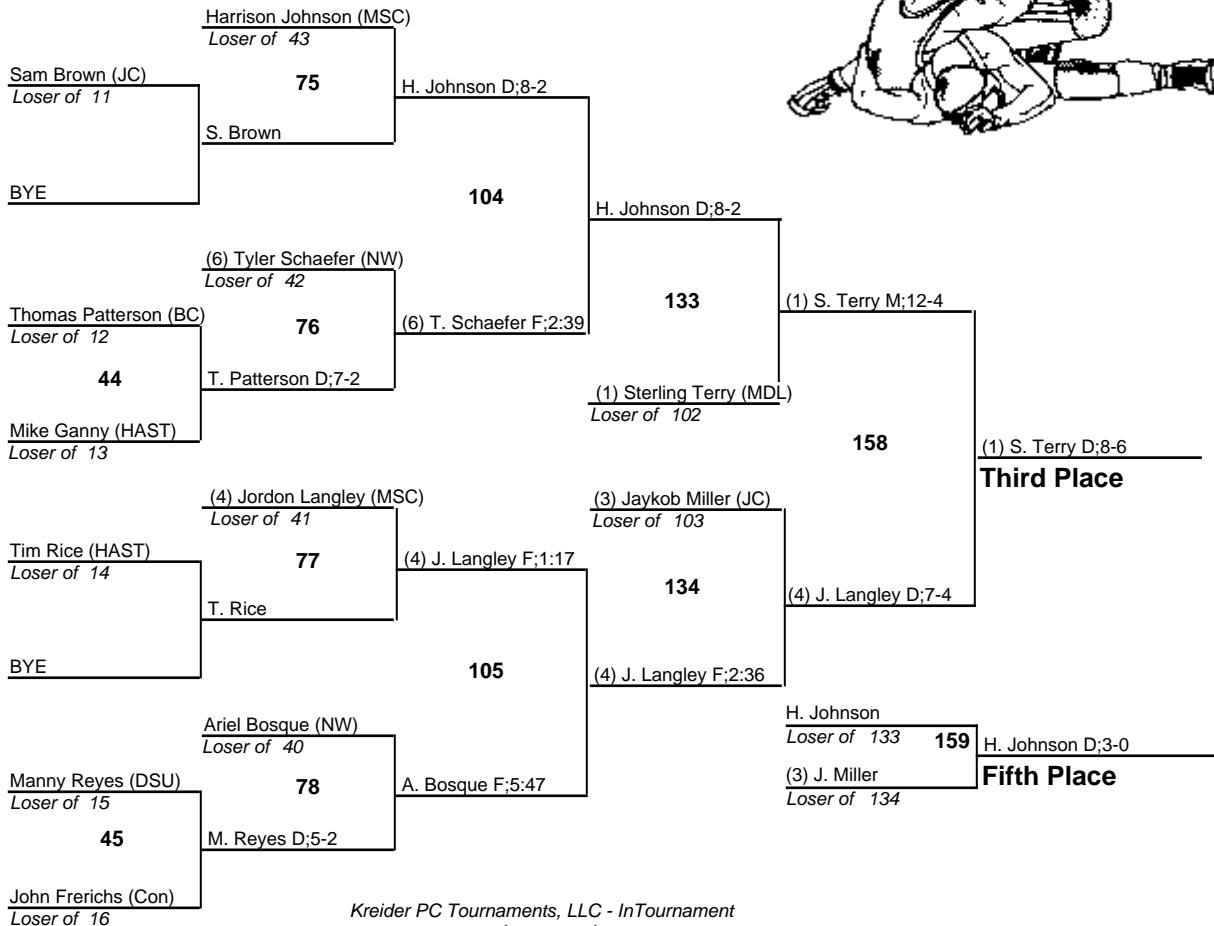 Harrison Johnson (MSC)
Loser of 43
Sam Brown (JC)
Loser of 11
75
H. Johnson D;8-2
S. Brown
BYE
104
H. Johnson D;8-2
(6) Tyler Schaefer (NW)
Loser of 42
Thomas Patterson (BC)
Loser of 12
76
(6) T. Schaefer F;2:39
133
(1) S. Terry M;12-4
44
T. Patterson D;7-2
(1) Sterling Terry (MDL)
Loser of 102
Mike Ganny (HAST)
Loser of 13
158
(1) S. Terry D;8-6
Third Place
(4) Jordon Langley (MSC)
Loser of 41
(3) Jaykob Miller (JC)
Loser of 103
Tim Rice (HAST)
Loser of 14
77
(4) J. Langley F;1:17
134
(4) J. Langley D;7-4
T. Rice
BYE
105
(4) J. Langley F;2:36
Ariel Bosque (NW)
Loser of 40
H. Johnson
Loser of 133
159
H. Johnson D;3-0
Fifth Place
(3) J. Miller
Loser of 134
Manny Reyes (DSU)
Loser of 15
78
A. Bosque F;5:47
45
M. Reyes D;5-2
John Frerichs (Con)
Loser of 16
Kreider PC Tournaments, LLC - InTournament